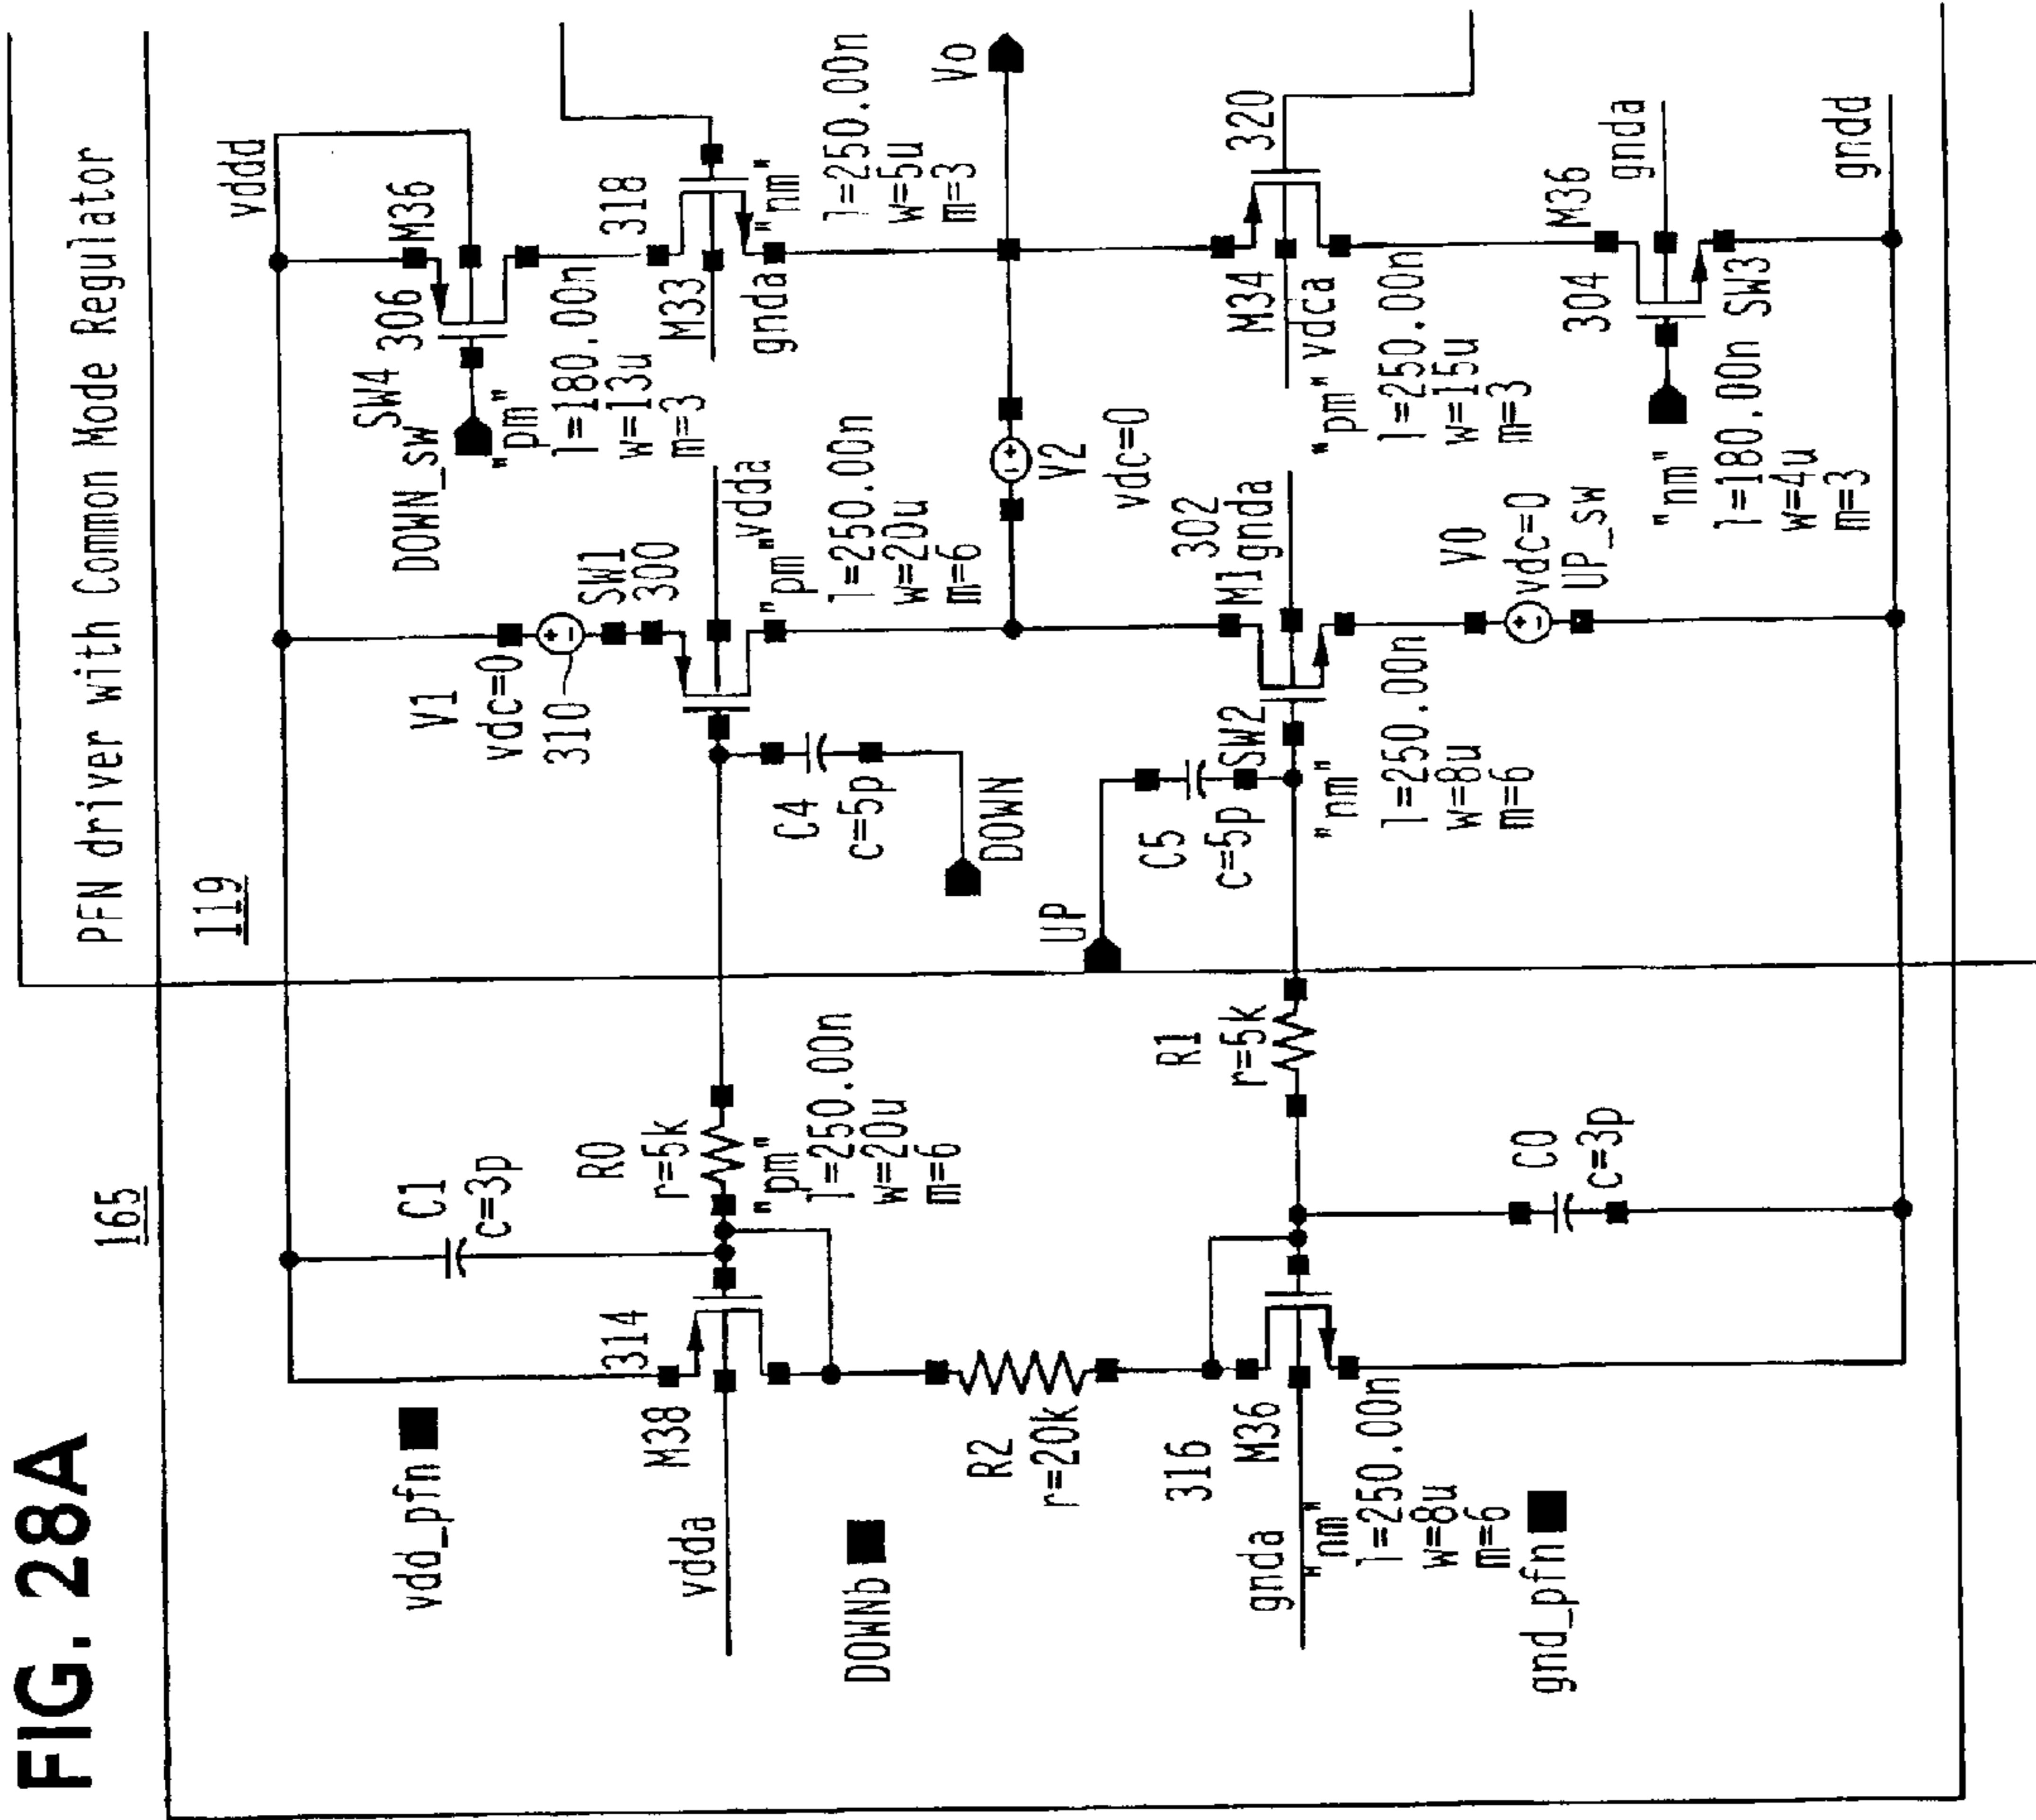 FIG. 28A
165
PFN driver with Common Mode Regulator
119
vddd
vdd_pfn
C1
c=3p
314
M38
vdda
R0
r=5k
"pm"
l=250.00n
w=20u
m=6
DOWNb
R2
r=20k
316
M36
gnda
"nm"
l=250.00n
w=8u
m=6
gnd_pfn
R1
r=5k
C0
c=3p
V1
vdc=0
310
SW1
300
vdda
"pm"
l=250.00n
w=20u
m=6
C4
c=5p
DOWN
UP
C5
c=5p
SW2
302
M1
gnda
"nm"
l=250.00n
w=8u
m=6
V0
vdc=0
UP_sw
V2
vdc=0
SW4
DOWN_sw
306
M36
"pm"
l=180.00n
w=13u
m=3
318
M33
gnda
"nm"
l=250.00n
w=5u
m=3
Vo
320
M34
vdca
"pm"
l=250.00n
w=15u
m=3
304
M36
gnda
SW3
"nm"
l=180.00n
w=4u
m=3
gndd